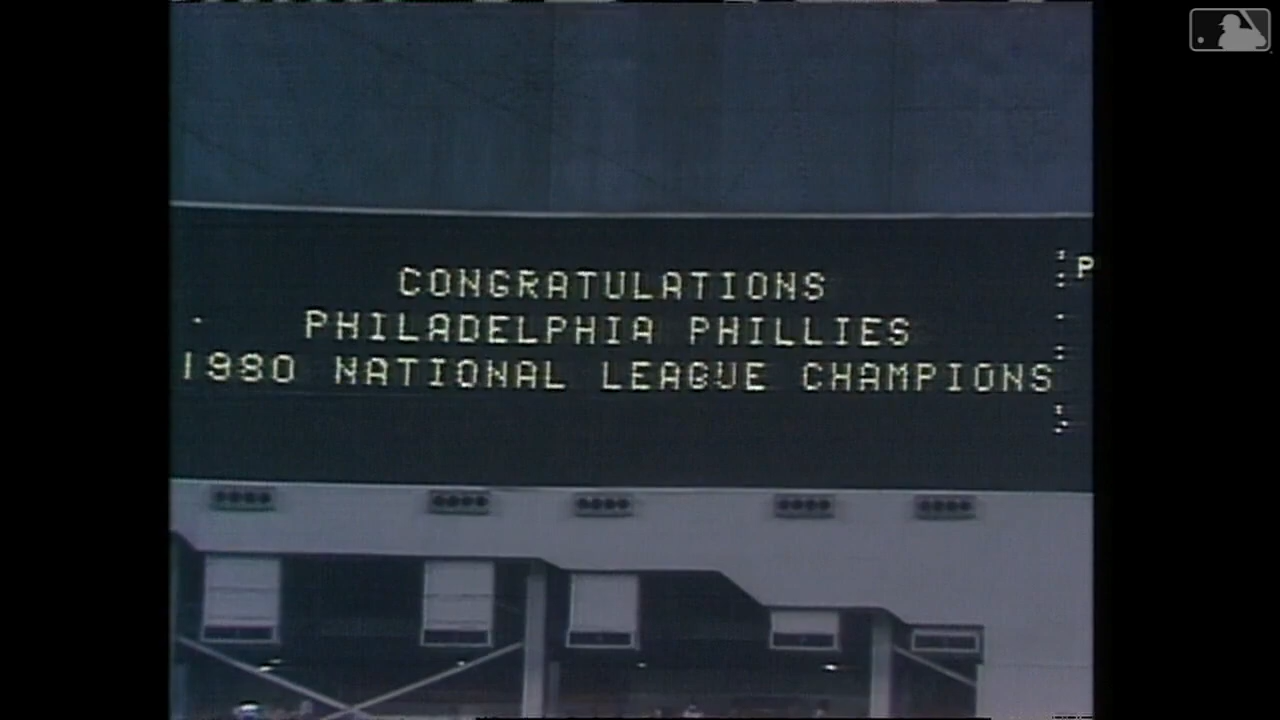 CONGRATULATIONS
PHILADELPHIA PHILLIES
1980 NATIONAL LEAGUE CHAMPIONS
P